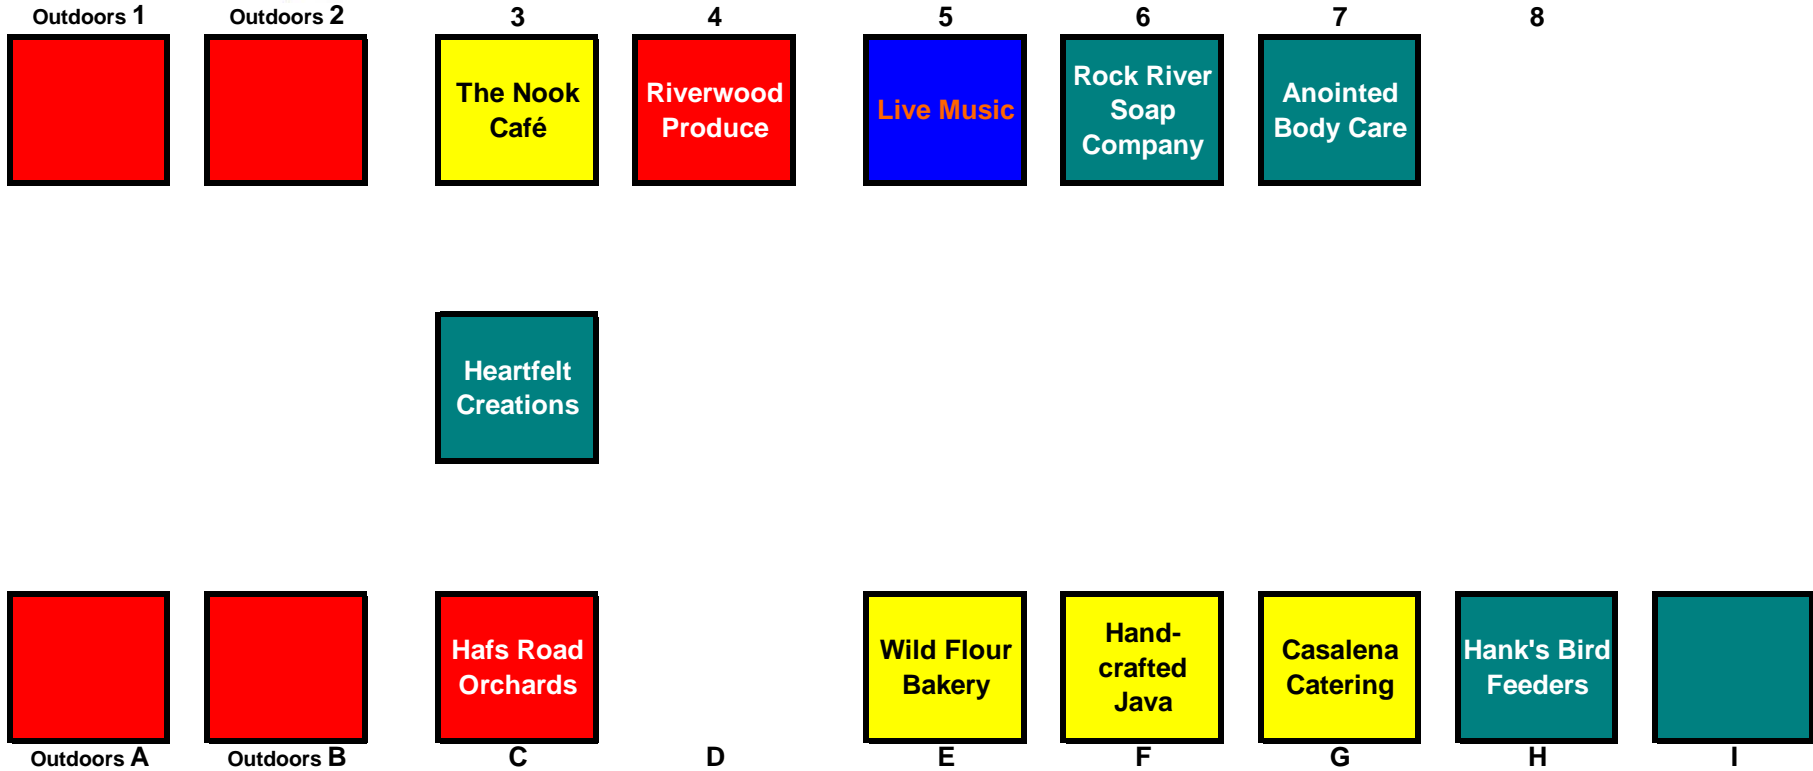 Outdoors 1 Outdoors 2 3 4 5 6 7 8
The Nook
Café
Riverwood
Produce
Live Music
Rock River
Soap
Company
Anointed
Body Care
Heartfelt
Creations
Hafs Road
Orchards
Wild Flour
Bakery
Hand-
crafted
Java
Casalena
Catering
Hank's Bird
Feeders
Outdoors A Outdoors B C D E F G H I